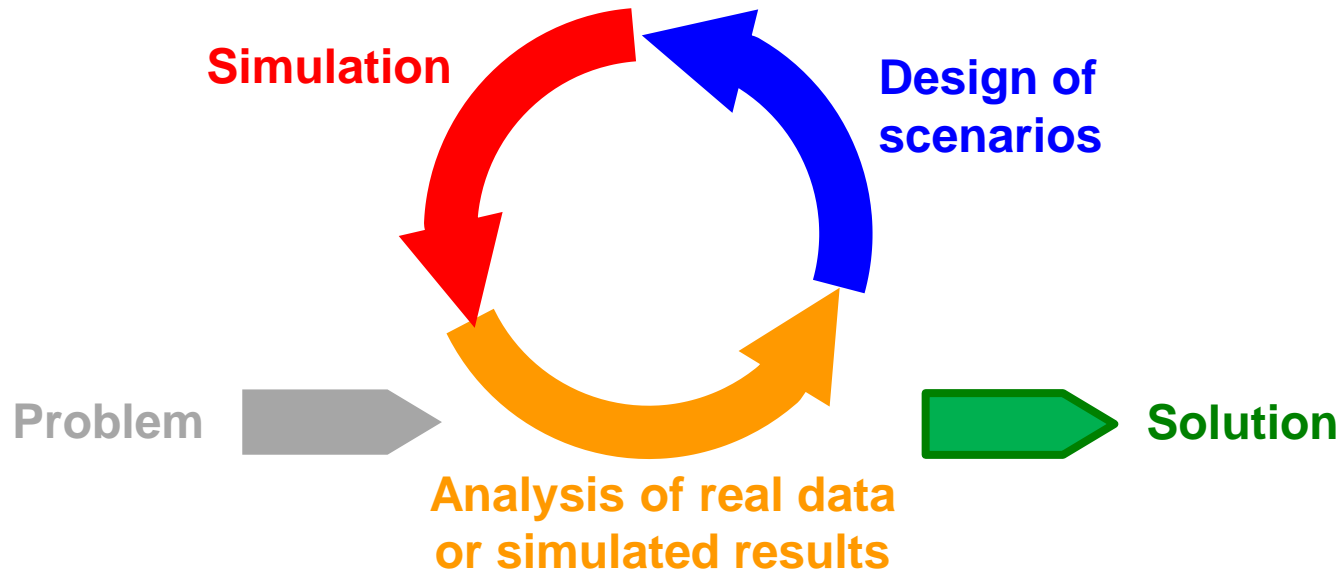 Simulation
Design of
scenarios
Problem
Solution
Analysis of real data
or simulated results